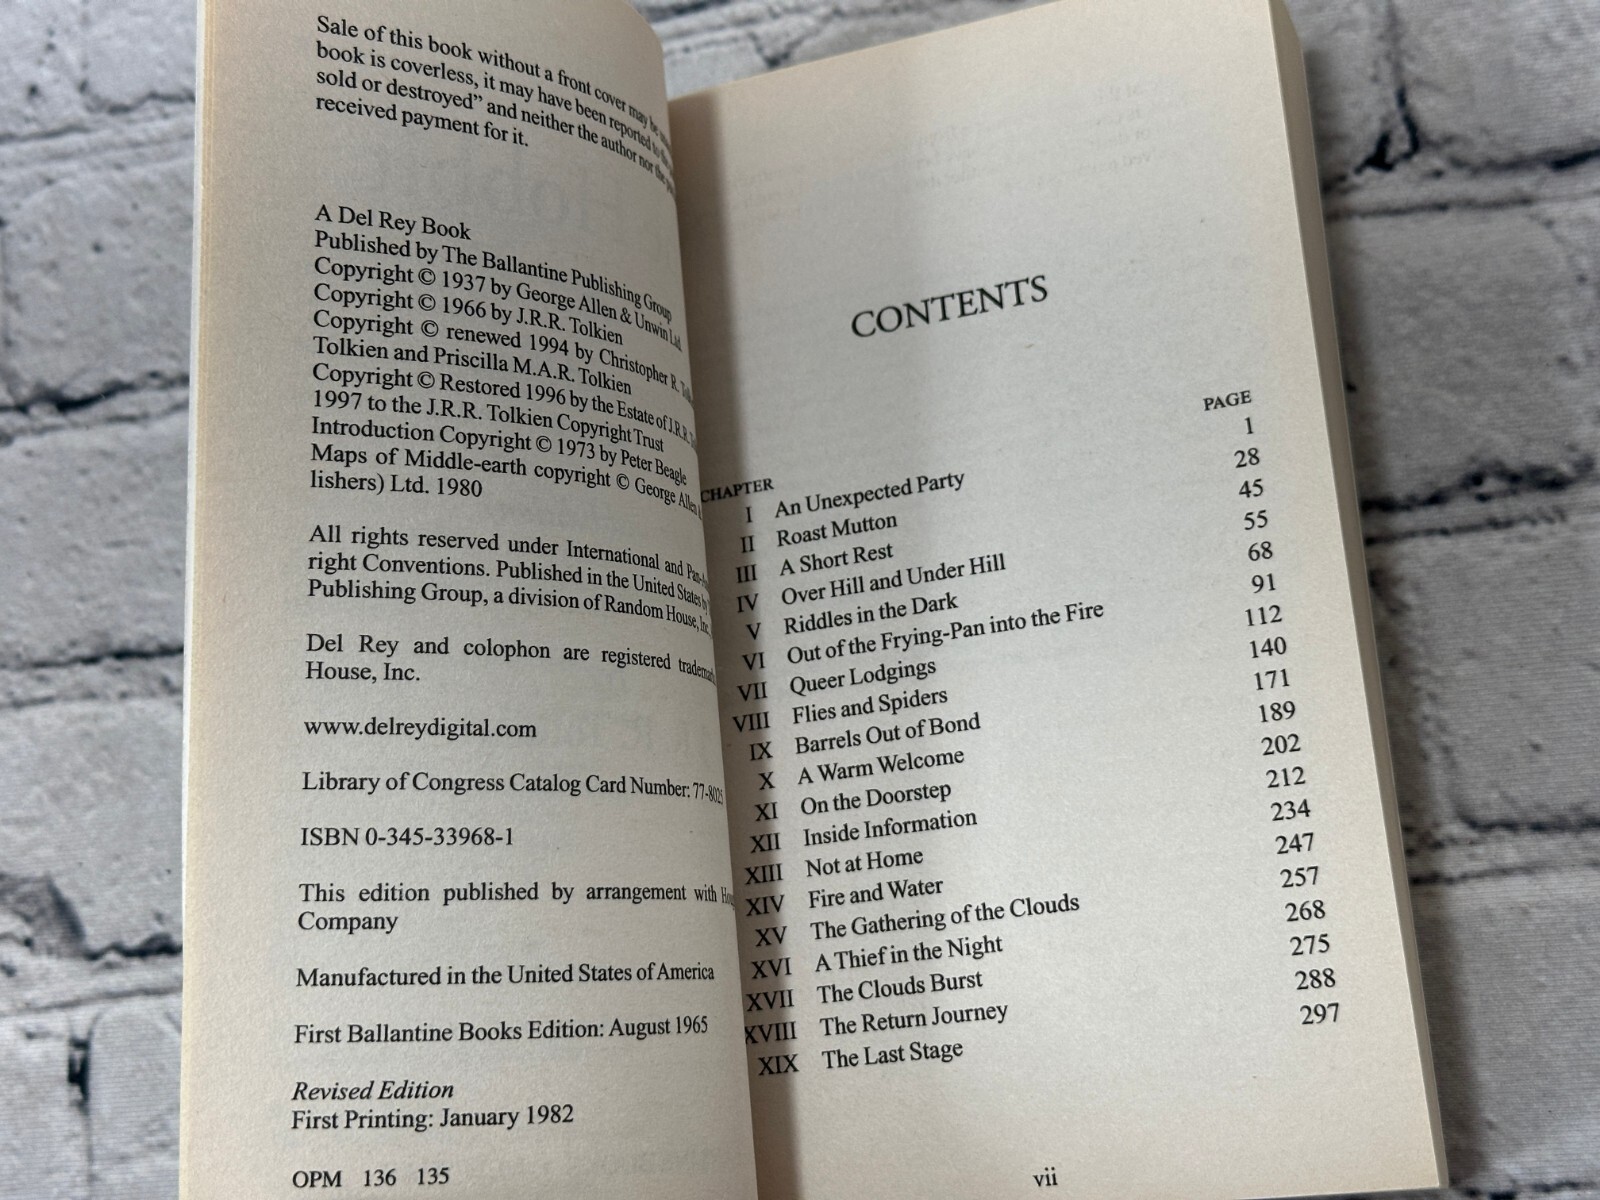 Sale of this book without a front cover may be
book is coverless, it may have been reported to the
sold or destroyed” and neither the author nor the
received payment for it.
A Del Rey Book
Published by The Ballantine Publishing Group
Copyright © 1937 by George Allen & Unwin Ltd.
Copyright © 1966 by J.R.R. Tolkien
Copyright © renewed 1994 by Christopher R.
Tolkien and Priscilla M.A.R. Tolkien
Copyright © Restored 1996 by the Estate of J.R.R.
1997 to the J.R.R. Tolkien Copyright Trust
Introduction Copyright © 1973 by Peter Beagle
Maps of Middle-earth copyright © George Allen
lishers) Ltd. 1980
All rights reserved under International and
right Conventions. Published in the United States by
Publishing Group, a division of Random House, Inc.,
Del Rey and colophon are registered
House, Inc.
www.delreydigital.com
Library of Congress Catalog Card Number:
ISBN 0-345-33968-1
This edition published by arrangement with
Company
Manufactured in the United States of America
First Ballantine Books Edition: August 1965
Revised Edition
First Printing: January 1982
OPM 136 135
CONTENTS
CHAPTER PAGE
I An Unexpected Party 1
II Roast Mutton 28
III A Short Rest 45
IV Over Hill and Under Hill 55
V Riddles in the Dark 68
VI Out of the Frying-Pan into the Fire 91
VII Queer Lodgings 112
VIII Flies and Spiders 140
IX Barrels Out of Bond 171
X A Warm Welcome 189
XI On the Doorstep 202
XII Inside Information 212
XIII Not at Home 234
XIV Fire and Water 247
XV The Gathering of the Clouds 257
XVI A Thief in the Night 268
XVII The Clouds Burst 275
XVIII The Return Journey 288
XIX The Last Stage 297
vii